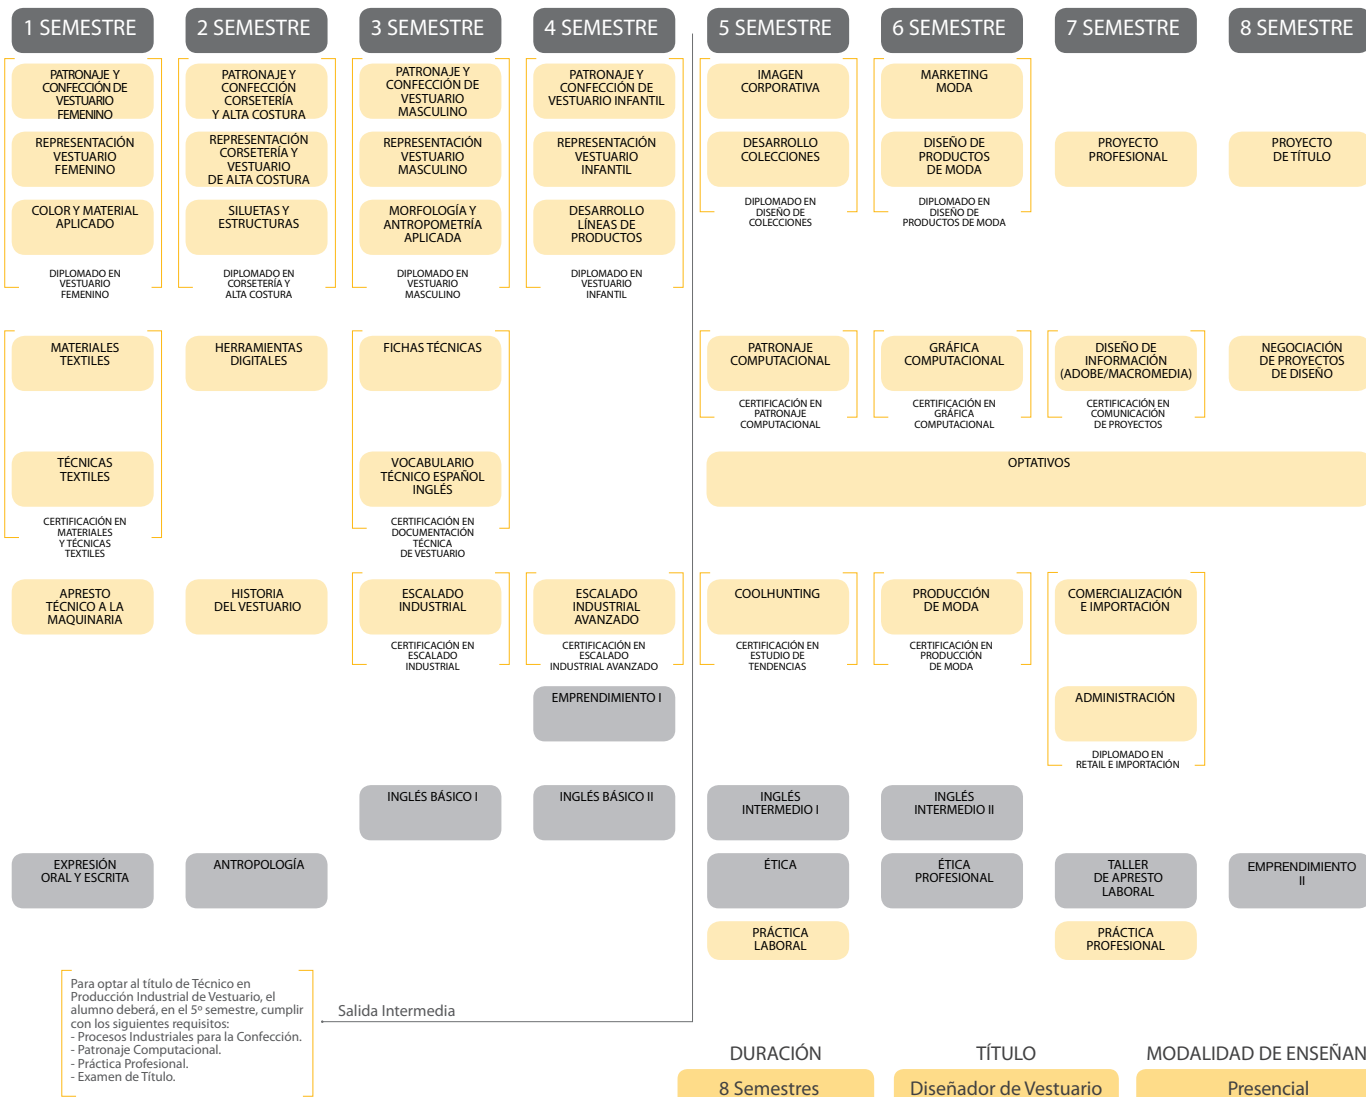 1 SEMESTRE
2 SEMESTRE
3 SEMESTRE
4 SEMESTRE
5 SEMESTRE
6 SEMESTRE
7 SEMESTRE
8 SEMESTRE
PATRONAJE Y
CONFECCIÓN DE
VESTUARIO
FEMENINO
PATRONAJE Y
CONFECCIÓN
CORSETERÍA
Y ALTA COSTURA
PATRONAJE Y
CONFECCIÓN DE
VESTUARIO
MASCULINO
PATRONAJE Y
CONFECCIÓN DE
VESTUARIO INFANTIL
IMAGEN
CORPORATIVA
MARKETING
MODA
REPRESENTACIÓN
VESTUARIO
FEMENINO
REPRESENTACIÓN
CORSETERÍA Y
VESTUARIO
DE ALTA COSTURA
REPRESENTACIÓN
VESTUARIO
MASCULINO
REPRESENTACIÓN
VESTUARIO
INFANTIL
DESARROLLO
COLECCIONES
DISEÑO DE
PRODUCTOS
DE MODA
PROYECTO
PROFESIONAL
PROYECTO
DE TÍTULO
COLOR Y MATERIAL
APLICADO
SILUETAS Y
ESTRUCTURAS
MORFOLOGÍA Y
ANTROPOMETRÍA
APLICADA
DESARROLLO
LÍNEAS DE
PRODUCTOS
DIPLOMADO EN
DISEÑO DE
COLECCIONES
DIPLOMADO EN
DISEÑO DE
PRODUCTOS DE MODA
DIPLOMADO EN
VESTUARIO
FEMENINO
DIPLOMADO EN
CORSETERÍA Y
ALTA COSTURA
DIPLOMADO EN
VESTUARIO
MASCULINO
DIPLOMADO EN
VESTUARIO
INFANTIL
MATERIALES
TEXTILES
HERRAMIENTAS
DIGITALES
FICHAS TÉCNICAS
PATRONAJE
COMPUTACIONAL
GRÁFICA
COMPUTACIONAL
DISEÑO DE
INFORMACIÓN
(ADOBE/MACROMEDIA)
NEGOCIACIÓN
DE PROYECTOS
DE DISEÑO
CERTIFICACIÓN EN
PATRONAJE
COMPUTACIONAL
CERTIFICACIÓN EN
GRÁFICA
COMPUTACIONAL
CERTIFICACIÓN EN
COMUNICACIÓN
DE PROYECTOS
TÉCNICAS
TEXTILES
VOCABULARIO
TÉCNICO ESPAÑOL
INGLÉS
OPTATIVOS
CERTIFICACIÓN EN
MATERIALES
Y TÉCNICAS
TEXTILES
CERTIFICACIÓN EN
DOCUMENTACIÓN
TÉCNICA
DE VESTUARIO
APRESTO
TÉCNICO A LA
MAQUINARIA
HISTORIA
DEL VESTUARIO
ESCALADO
INDUSTRIAL
ESCALADO
INDUSTRIAL
AVANZADO
COOLHUNTING
PRODUCCIÓN
DE MODA
COMERCIALIZACIÓN
E IMPORTACIÓN
CERTIFICACIÓN EN
ESCALADO
INDUSTRIAL
CERTIFICACIÓN EN
ESCALADO
INDUSTRIAL AVANZADO
CERTIFICACIÓN EN
ESTUDIO DE
TENDENCIAS
CERTIFICACIÓN EN
PRODUCCIÓN
DE MODA
EMPRENDIMIENTO I
ADMINISTRACIÓN
DIPLOMADO EN
RETAIL E IMPORTACIÓN
INGLÉS BÁSICO I
INGLÉS BÁSICO II
INGLÉS
INTERMEDIO I
INGLÉS
INTERMEDIO II
EXPRESIÓN
ORAL Y ESCRITA
ANTROPOLOGÍA
ÉTICA
ÉTICA
PROFESIONAL
TALLER
DE APRESTO
LABORAL
EMPRENDIMIENTO
II
PRÁCTICA
LABORAL
PRÁCTICA
PROFESIONAL
Para optar al título de Técnico en
Producción Industrial de Vestuario, el
alumno deberá, en el 5º semestre, cumplir
con los siguientes requisitos:
- Procesos Industriales para la Confección.
- Patronaje Computacional.
- Práctica Profesional.
- Examen de Título.
Salida Intermedia
DURACIÓN
TÍTULO
MODALIDAD DE ENSEÑAN
8 Semestres
Diseñador de Vestuario
Presencial